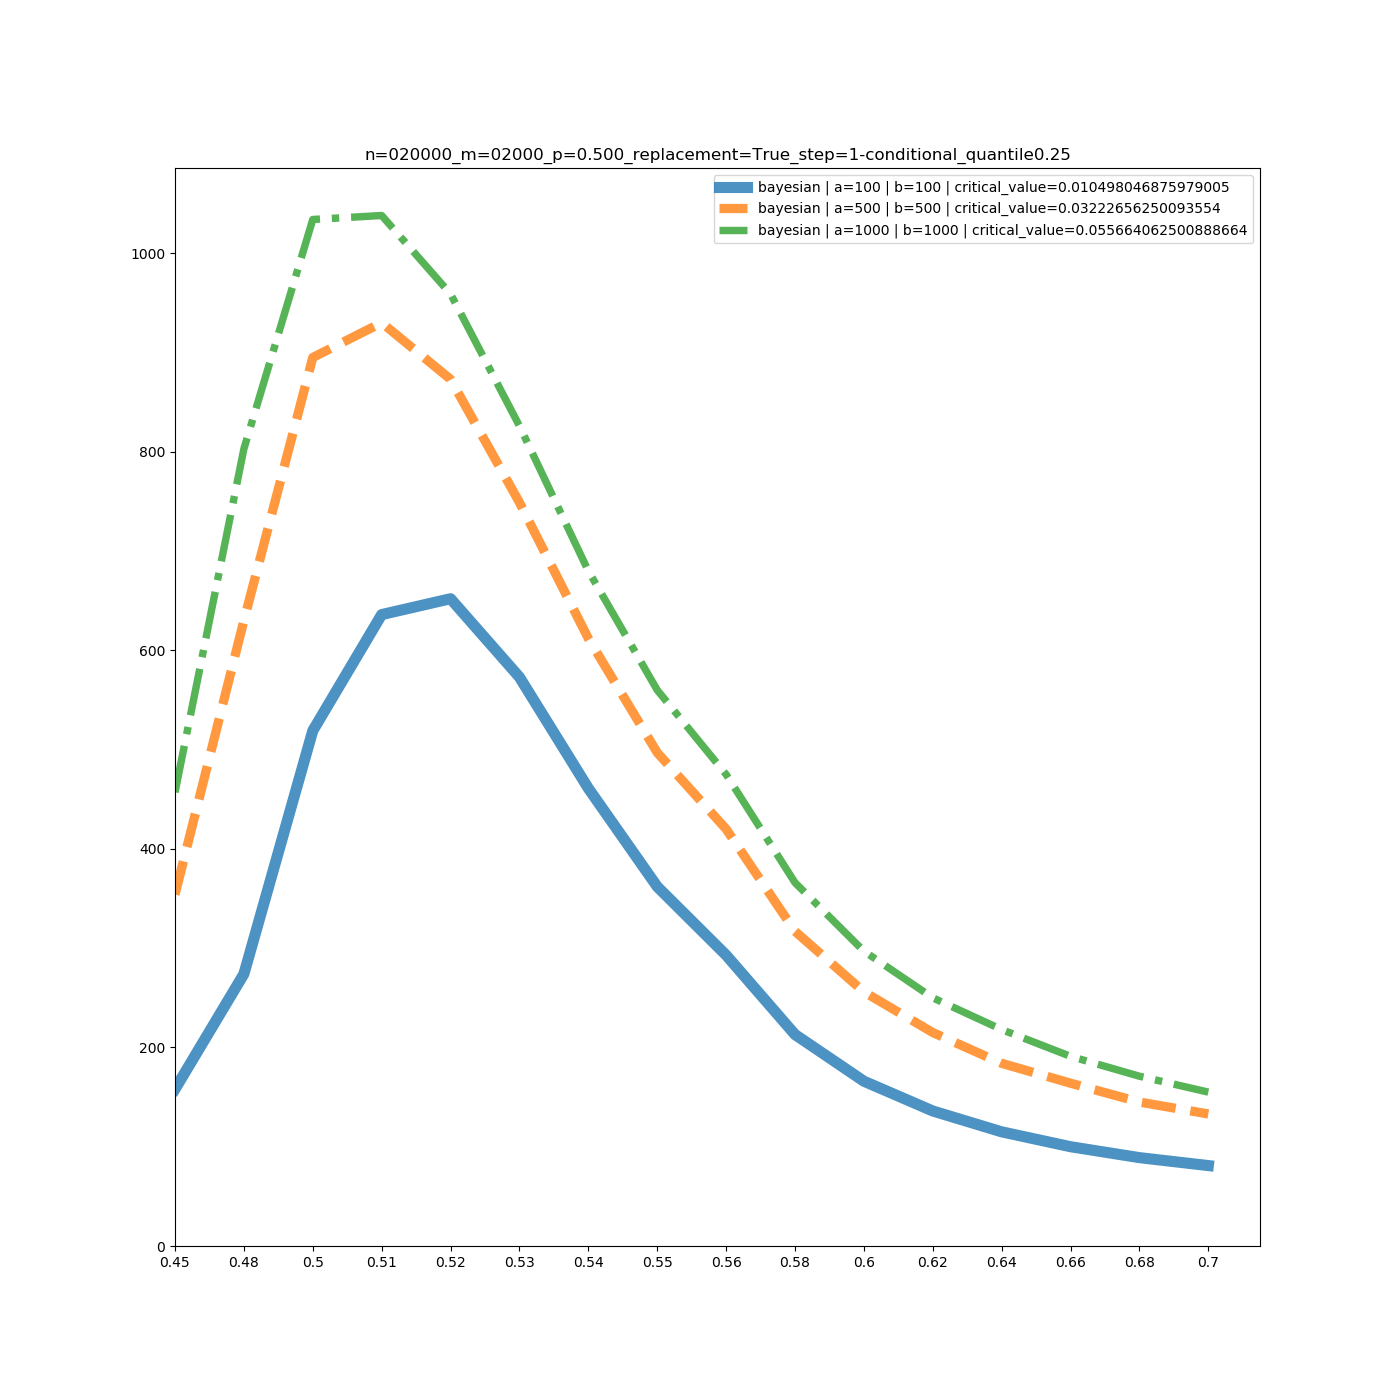 n=020000_m=02000_p=0.500_replacement=True_step=1-conditional_quantile0.25
bayesian | a=100 | b=100 | critical_value=0.010498046875979005
bayesian | a=500 | b=500 | critical_value=0.03222656250093554
bayesian | a=1000 | b=1000 | critical_value=0.055664062500888664
1000
800
600
400
200
0
0.45 0.48 0.5 0.51 0.52 0.53 0.54 0.55 0.56 0.58 0.6 0.62 0.64 0.66 0.68 0.7